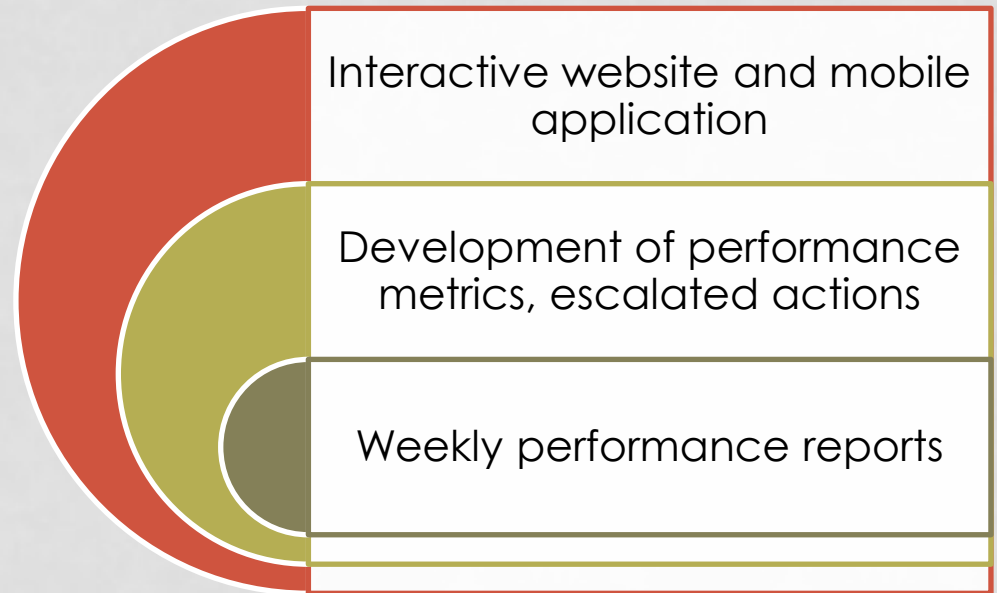 Interactive website and mobile
application
Development of performance
metrics, escalated actions
Weekly performance reports